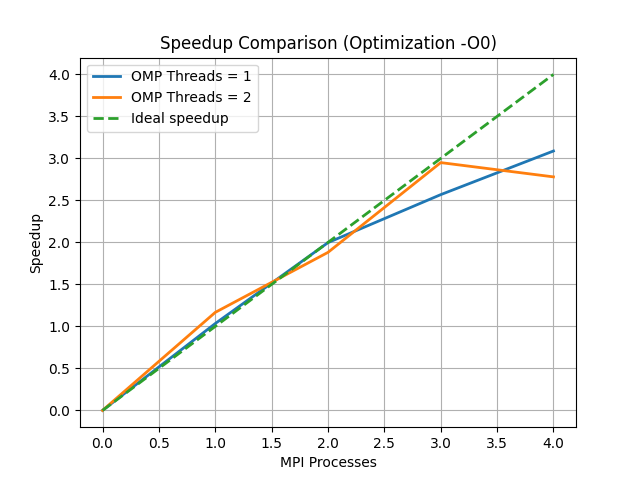 Speedup Comparison (Optimization -O0)
OMP Threads = 1
OMP Threads = 2
Ideal speedup
Speedup
4.0
3.5
3.0
2.5
2.0
1.5
1.0
0.5
0.0
0.0 0.5 1.0 1.5 2.0 2.5 3.0 3.5 4.0
MPI Processes